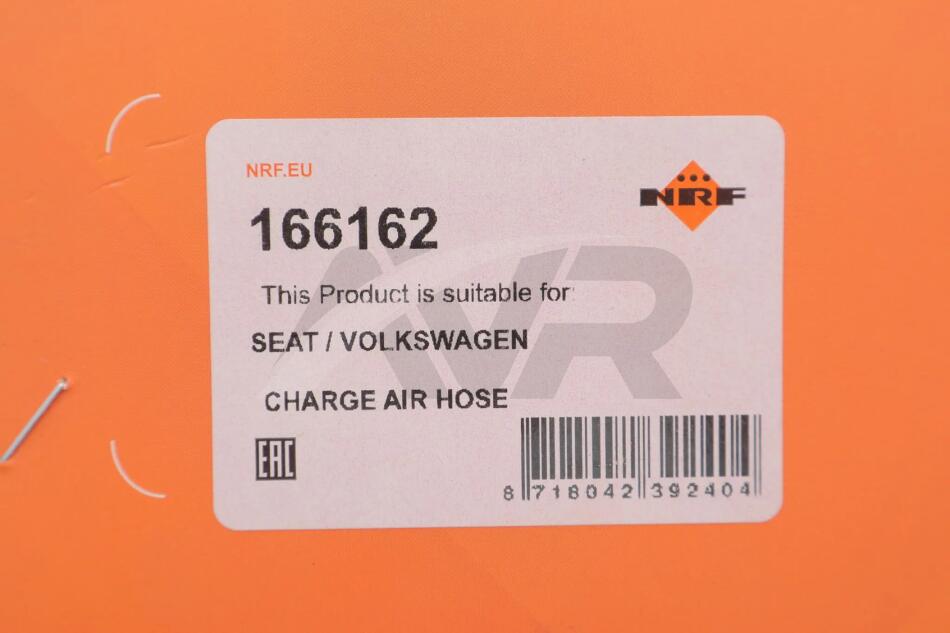 NRF.EU
NRF
166162
This Product is suitable for:
SEAT / VOLKSWAGEN
CHARGE AIR HOSE
EAC
8 718042 392404